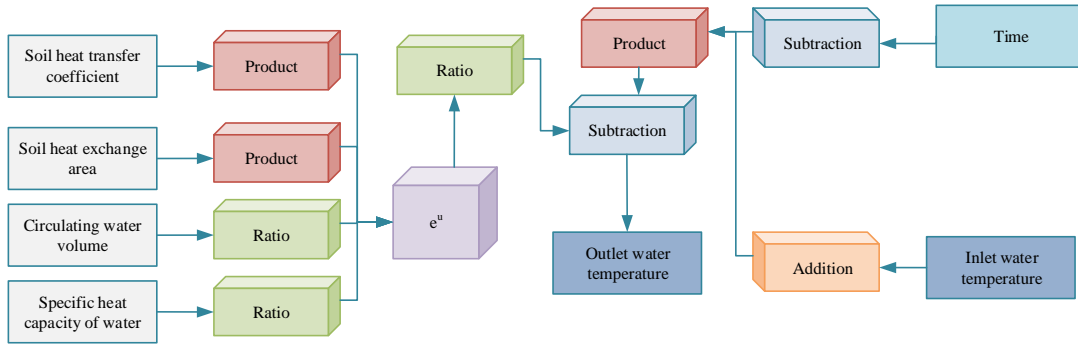 Soil heat transfer
coefficient
Product
Ratio
Product
Subtraction
Time
Subtraction
Soil heat exchange
area
Product
Circulating water
volume
Ratio
eᵘ
Outlet water
temperature
Addition
Inlet water
temperature
Specific heat
capacity of water
Ratio